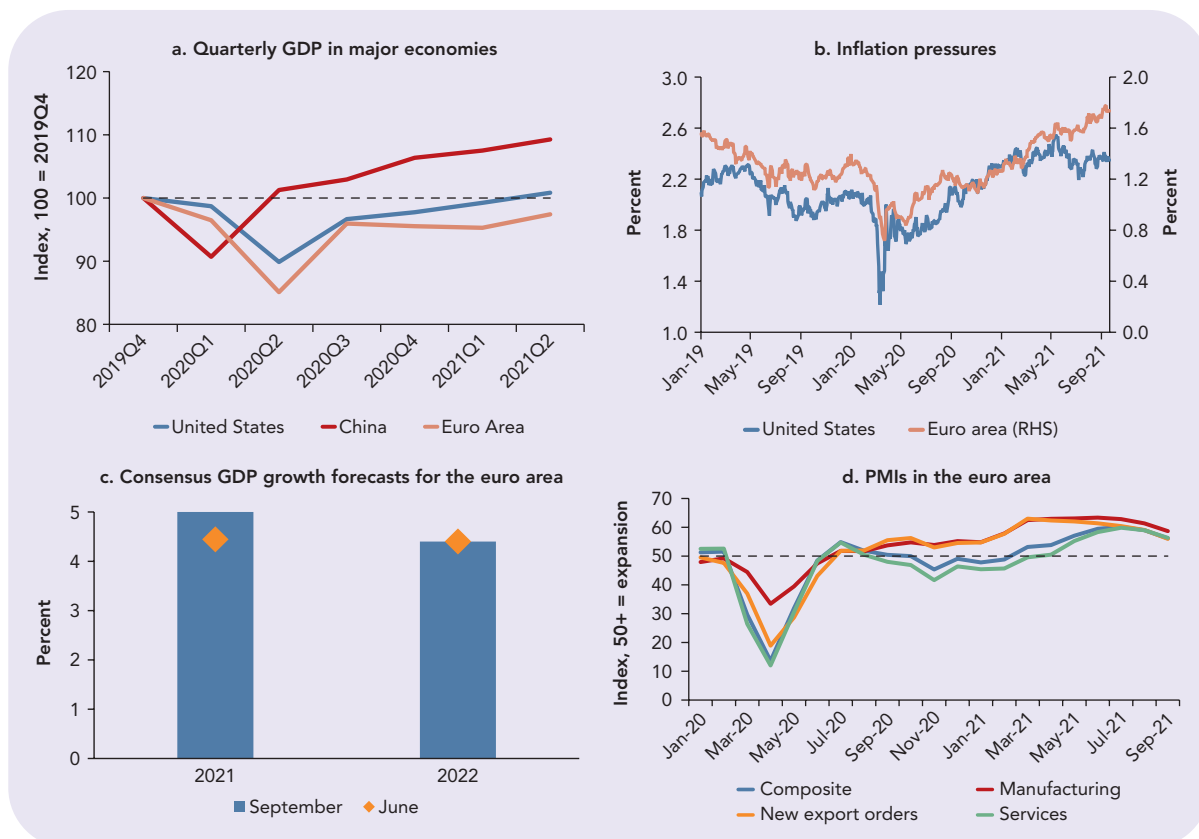 a. Quarterly GDP in major economies
Index, 100 = 2019Q4
120
110
100
90
80
2019Q4
2020Q1
2020Q2
2020Q3
2020Q4
2021Q1
2021Q2
United States
China
Euro Area
b. Inflation pressures
Percent
3.0
2.6
2.2
1.8
1.4
1.0
2.0
1.6
1.2
0.8
0.4
0.0
Percent
Jan-19
May-19
Sep-19
Jan-20
May-20
Sep-20
Jan-21
May-21
Sep-21
United States
Euro area (RHS)
c. Consensus GDP growth forecasts for the euro area
Percent
5
4
3
2
1
0
2021
2022
September
June
d. PMIs in the euro area
Index, 50+ = expansion
70
60
50
40
30
20
10
0
Jan-20
Mar-20
May-20
Jul-20
Sep-20
Nov-20
Jan-21
Mar-21
May-21
Jul-21
Sep-21
Composite
Manufacturing
New export orders
Services